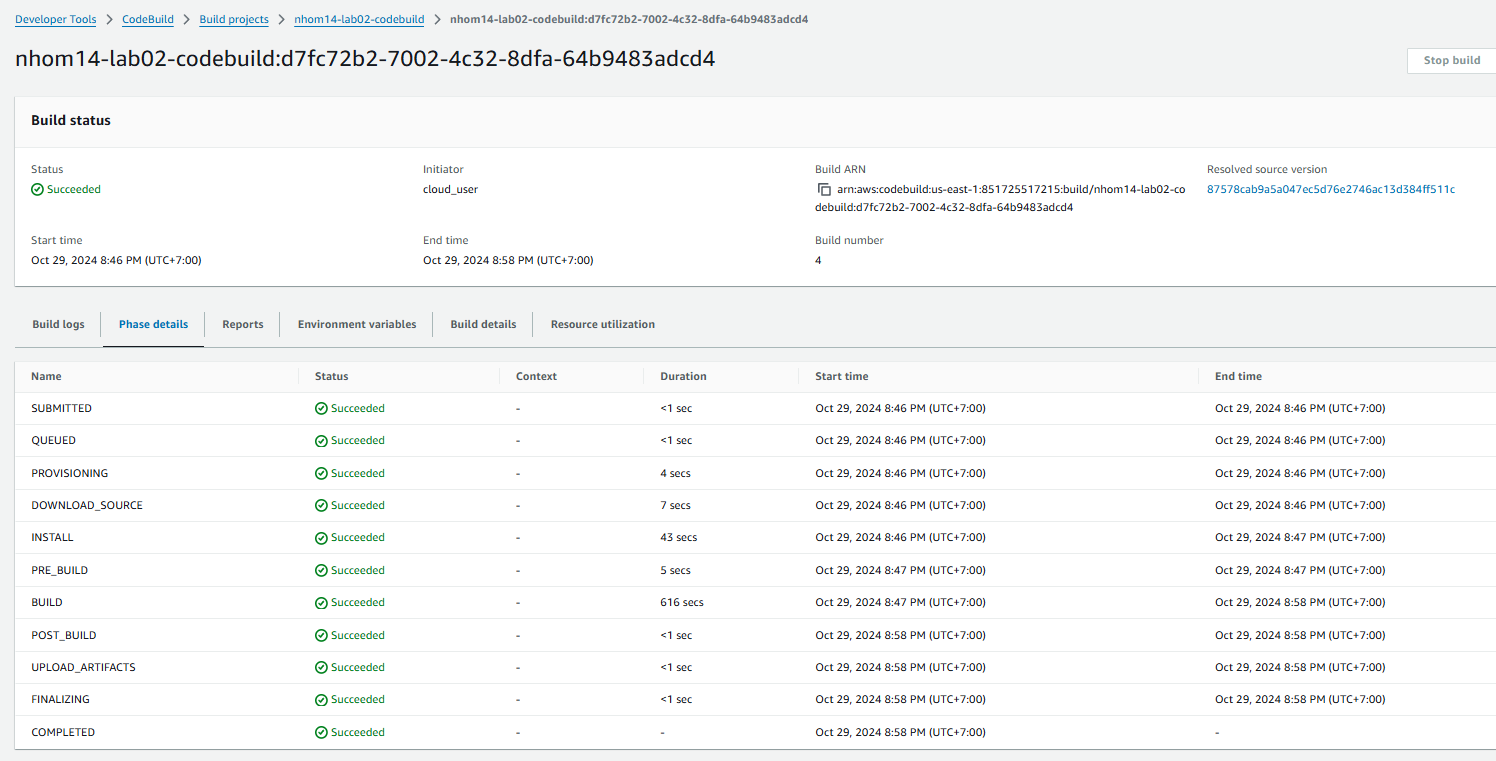 Developer Tools > CodeBuild > Build projects > nhom14-lab02-codebuild > nhom14-lab02-codebuild:d7fc72b2-7002-4c32-8dfa-64b9483adcd4
nhom14-lab02-codebuild:d7fc72b2-7002-4c32-8dfa-64b9483adcd4
Stop build
Build status
Status Initiator Build ARN Resolved source version
Succeeded cloud_user arn:aws:codebuild:us-east-1:851725517215:build/nhom14-lab02-co 87578cab9a5a047ec5d76e2746ac13d384ff511c
debuild:d7fc72b2-7002-4c32-8dfa-64b9483adcd4
Start time End time Build number
Oct 29, 2024 8:46 PM (UTC+7:00) Oct 29, 2024 8:58 PM (UTC+7:00) 4
Build logs Phase details Reports Environment variables Build details Resource utilization
Name Status Context Duration Start time End time
SUBMITTED Succeeded - <1 sec Oct 29, 2024 8:46 PM (UTC+7:00) Oct 29, 2024 8:46 PM (UTC+7:00)
QUEUED Succeeded - <1 sec Oct 29, 2024 8:46 PM (UTC+7:00) Oct 29, 2024 8:46 PM (UTC+7:00)
PROVISIONING Succeeded - 4 secs Oct 29, 2024 8:46 PM (UTC+7:00) Oct 29, 2024 8:46 PM (UTC+7:00)
DOWNLOAD_SOURCE Succeeded - 7 secs Oct 29, 2024 8:46 PM (UTC+7:00) Oct 29, 2024 8:46 PM (UTC+7:00)
INSTALL Succeeded - 43 secs Oct 29, 2024 8:46 PM (UTC+7:00) Oct 29, 2024 8:47 PM (UTC+7:00)
PRE_BUILD Succeeded - 5 secs Oct 29, 2024 8:47 PM (UTC+7:00) Oct 29, 2024 8:47 PM (UTC+7:00)
BUILD Succeeded - 616 secs Oct 29, 2024 8:47 PM (UTC+7:00) Oct 29, 2024 8:58 PM (UTC+7:00)
POST_BUILD Succeeded - <1 sec Oct 29, 2024 8:58 PM (UTC+7:00) Oct 29, 2024 8:58 PM (UTC+7:00)
UPLOAD_ARTIFACTS Succeeded - <1 sec Oct 29, 2024 8:58 PM (UTC+7:00) Oct 29, 2024 8:58 PM (UTC+7:00)
FINALIZING Succeeded - <1 sec Oct 29, 2024 8:58 PM (UTC+7:00) Oct 29, 2024 8:58 PM (UTC+7:00)
COMPLETED Succeeded - - Oct 29, 2024 8:58 PM (UTC+7:00) -